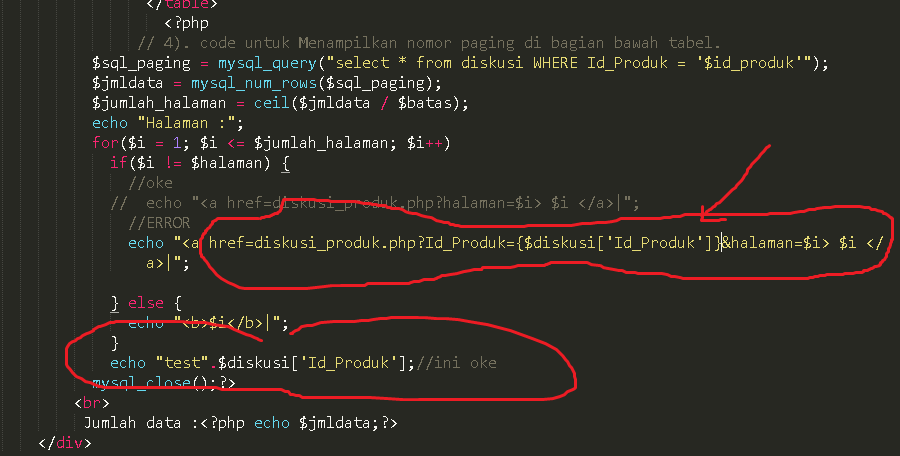 </table>
<?php
// 4). code untuk Menampilkan nomor paging di bagian bawah tabel.
$sql_paging = mysql_query("select * from diskusi WHERE Id_Produk = '$id_produk'");
$jmldata = mysql_num_rows($sql_paging);
$jumlah_halaman = ceil($jmldata / $batas);
echo "Halaman :";
for($i = 1; $i <= $jumlah_halaman; $i++)
if($i != $halaman) {
//oke
// echo "<a href=diskusi_produk.php?halaman=$i> $i </a>|";
//ERROR
echo "<a href=diskusi_produk.php?Id_Produk={$diskusi['Id_Produk']}&halaman=$i> $i </
a>|";
} else {
echo "<b>$i</b>|";
}
echo "test".$diskusi['Id_Produk'];//ini oke
mysql_close();?>
<br>
Jumlah data :<?php echo $jmldata;?>
</div>